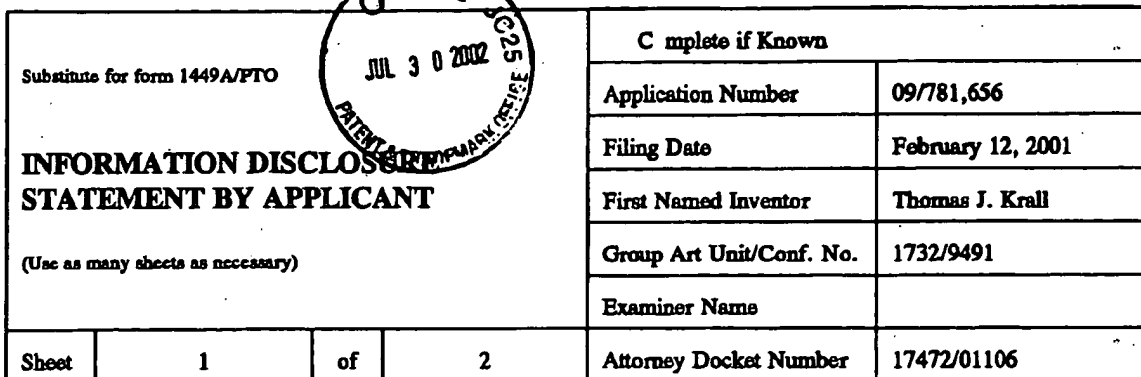 Substitute for form 1449A/PTO
JUL 30 2002
INFORMATION DISCLOSURE
STATEMENT BY APPLICANT
(Use as many sheets as necessary)
Sheet 1 of 2
C mplete if Known
Application Number 09/781,656
Filing Date February 12, 2001
First Named Inventor Thomas J. Krall
Group Art Unit/Conf. No. 1732/9491
Examiner Name
Attorney Docket Number 17472/01106